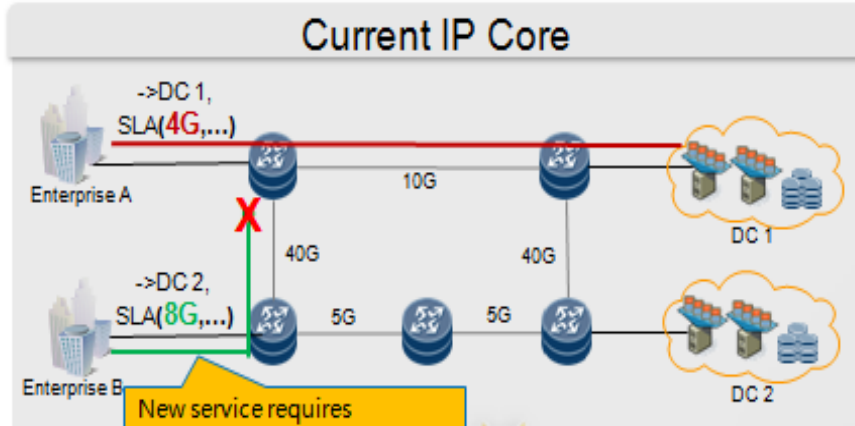 Current IP Core
->DC 1,
SLA(4G,...)
Enterprise A
10G
DC 1
X
40G
40G
->DC 2,
SLA(8G,...)
5G
5G
Enterprise B
DC 2
New service requires